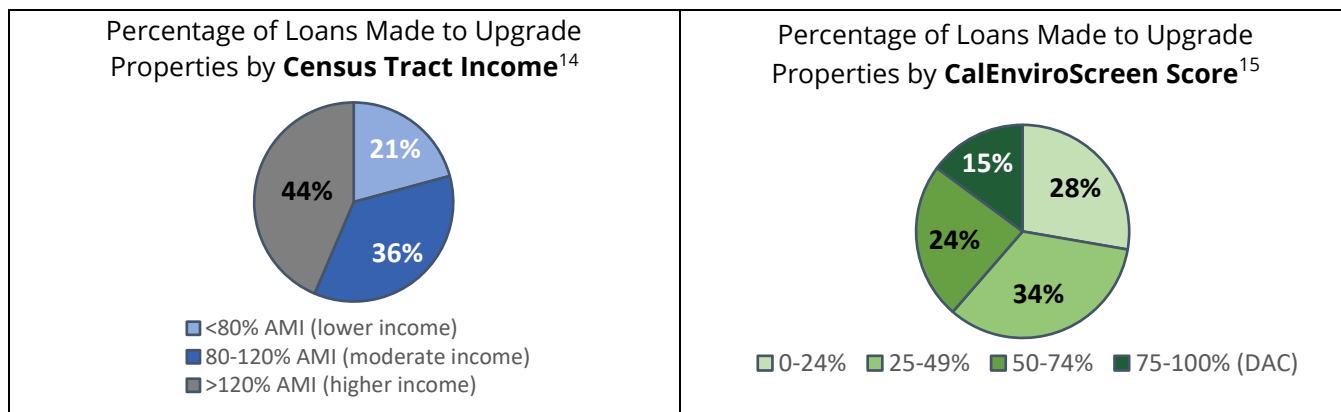 Percentage of Loans Made to Upgrade
Properties by Census Tract Income14
21%
44%
36%
<80% AMI (lower income)
80-120% AMI (moderate income)
>120% AMI (higher income)
Percentage of Loans Made to Upgrade
Properties by CalEnviroScreen Score15
15%
28%
24%
34%
0-24% 25-49% 50-74% 75-100% (DAC)